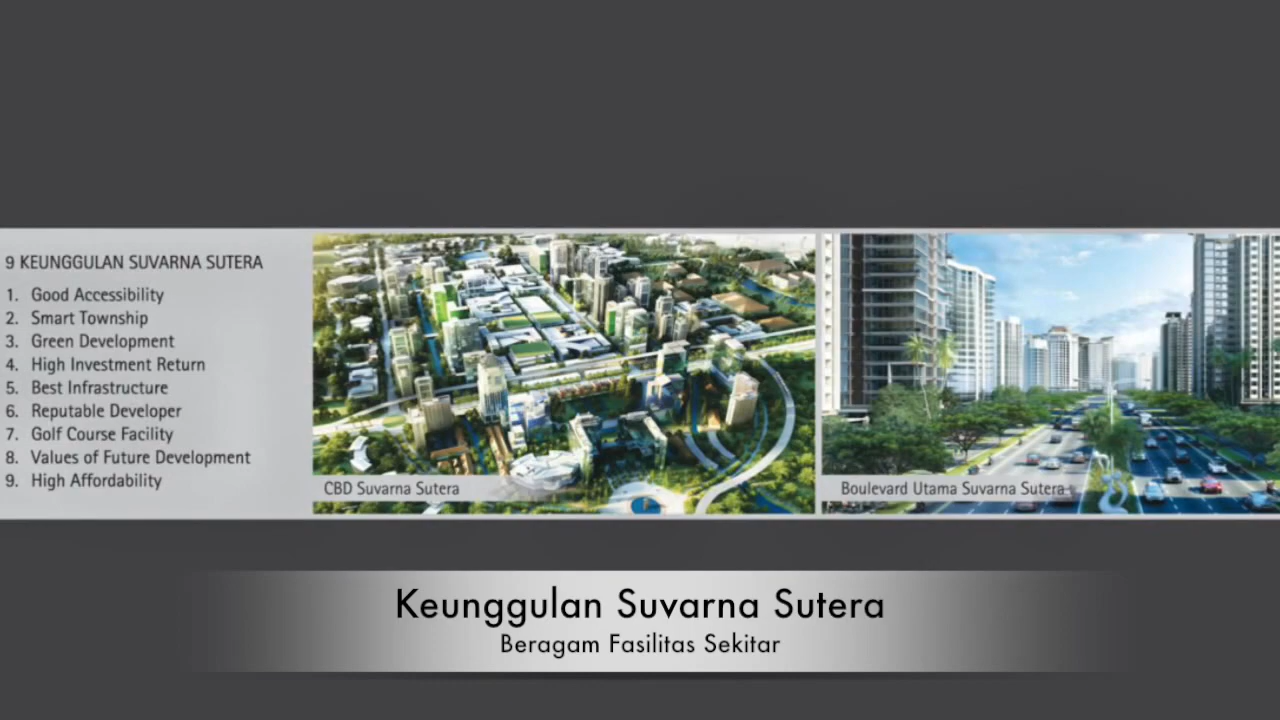 9 KEUNGGULAN SUVARNA SUTERA
1. Good Accessibility
2. Smart Township
3. Green Development
4. High Investment Return
5. Best Infrastructure
6. Reputable Developer
7. Golf Course Facility
8. Values of Future Development
9. High Affordability
CBD Suvarna Sutera
Boulevard Utama Suvarna Sutera
Keunggulan Suvarna Sutera
Beragam Fasilitas Sekitar